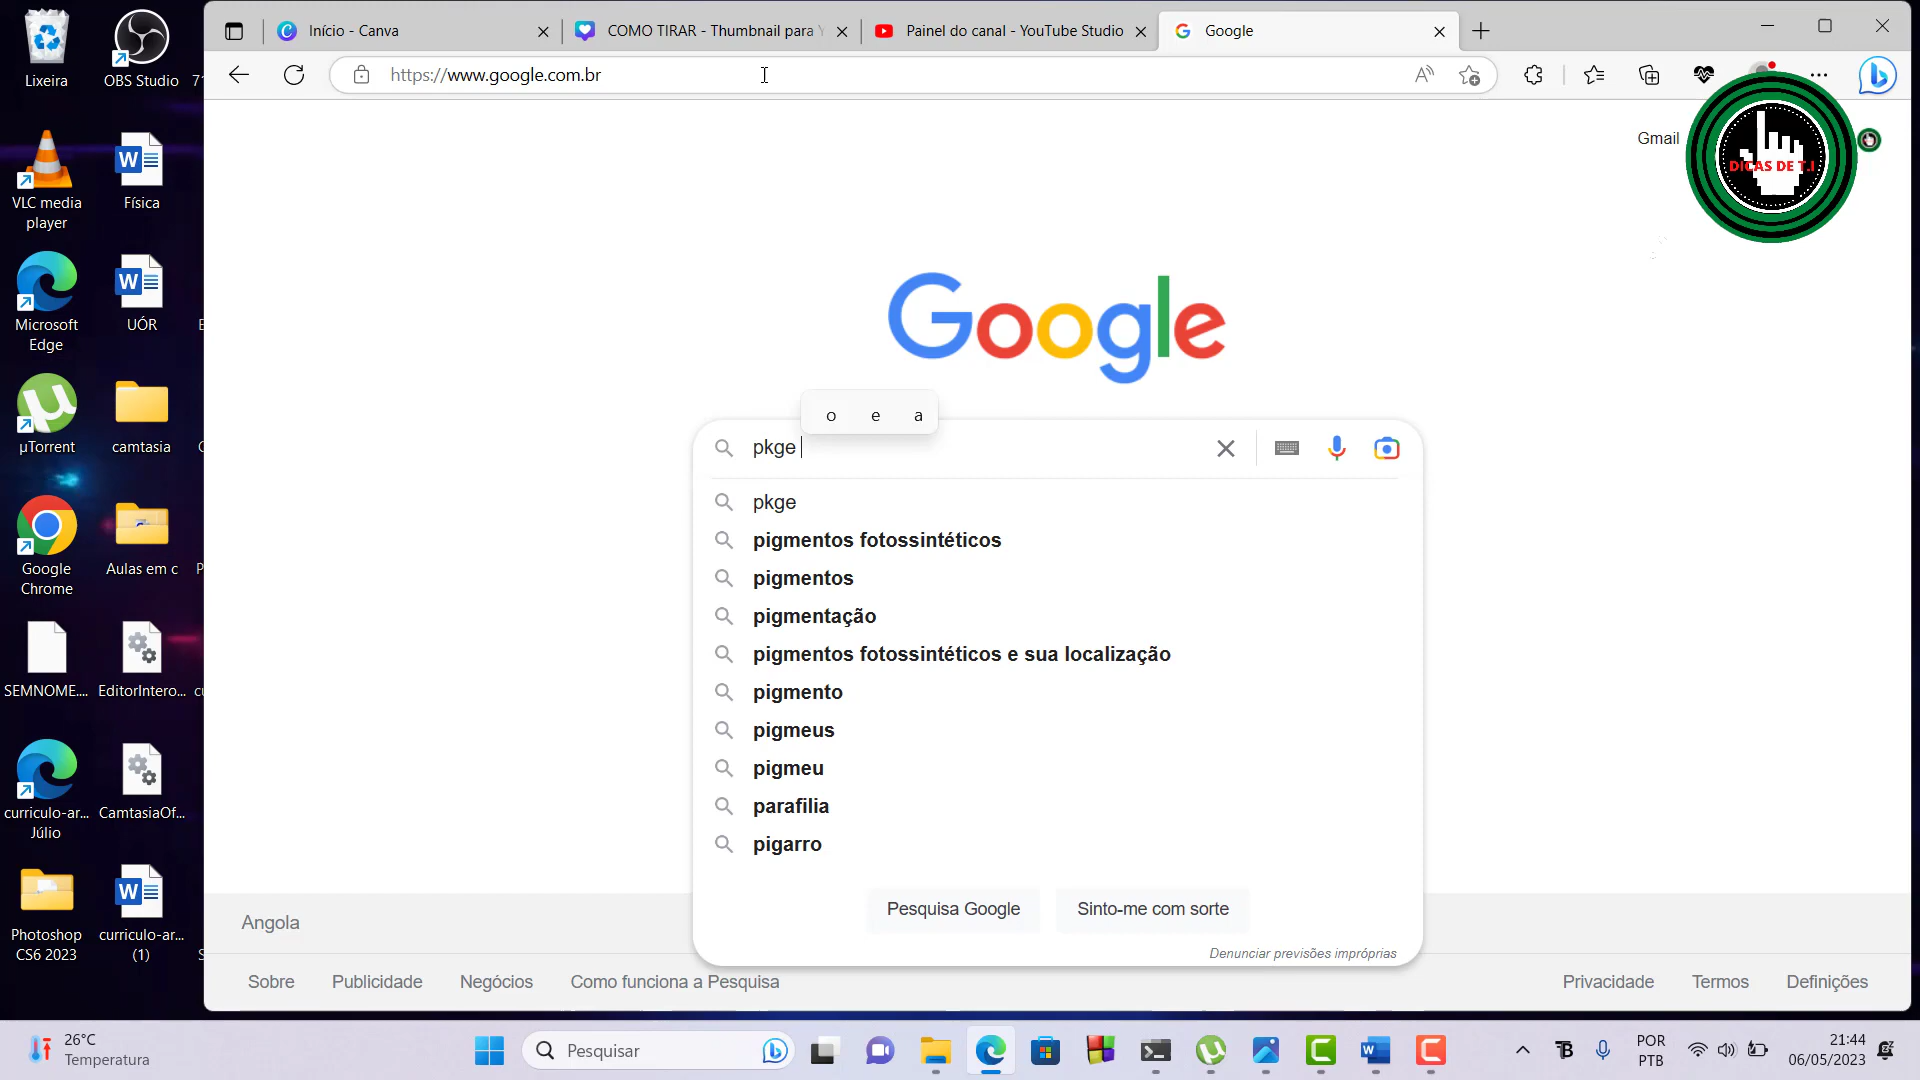 Lixeira
OBS Studio
71
VLC media
player
Física
Microsoft
Edge
UÓR
E
µTorrent
camtasia
C
Google
Chrome
Aulas em c
P
SEMNOME....
EditorIntero...
cu
curriculo-ar...
Júlio
CamtasiaOf...
Photoshop
CS6 2023
curriculo-ar...
(1)
S
Início - Canva
COMO TIRAR - Thumbnail para Y
Painel do canal - YouTube Studio
Google
https://www.google.com.br
Gmail
DICAS DE T.I
Google
o e a
pkge
pkge
pigmentos fotossintéticos
pigmentos
pigmentação
pigmentos fotossintéticos e sua localização
pigmento
pigmeus
pigmeu
parafilia
pigarro
Pesquisa Google
Sinto-me com sorte
Denunciar previsões impróprias
Angola
Sobre
Publicidade
Negócios
Como funciona a Pesquisa
Privacidade
Termos
Definições
26°C
Temperatura
Pesquisar
POR
PTB
21:44
06/05/2023